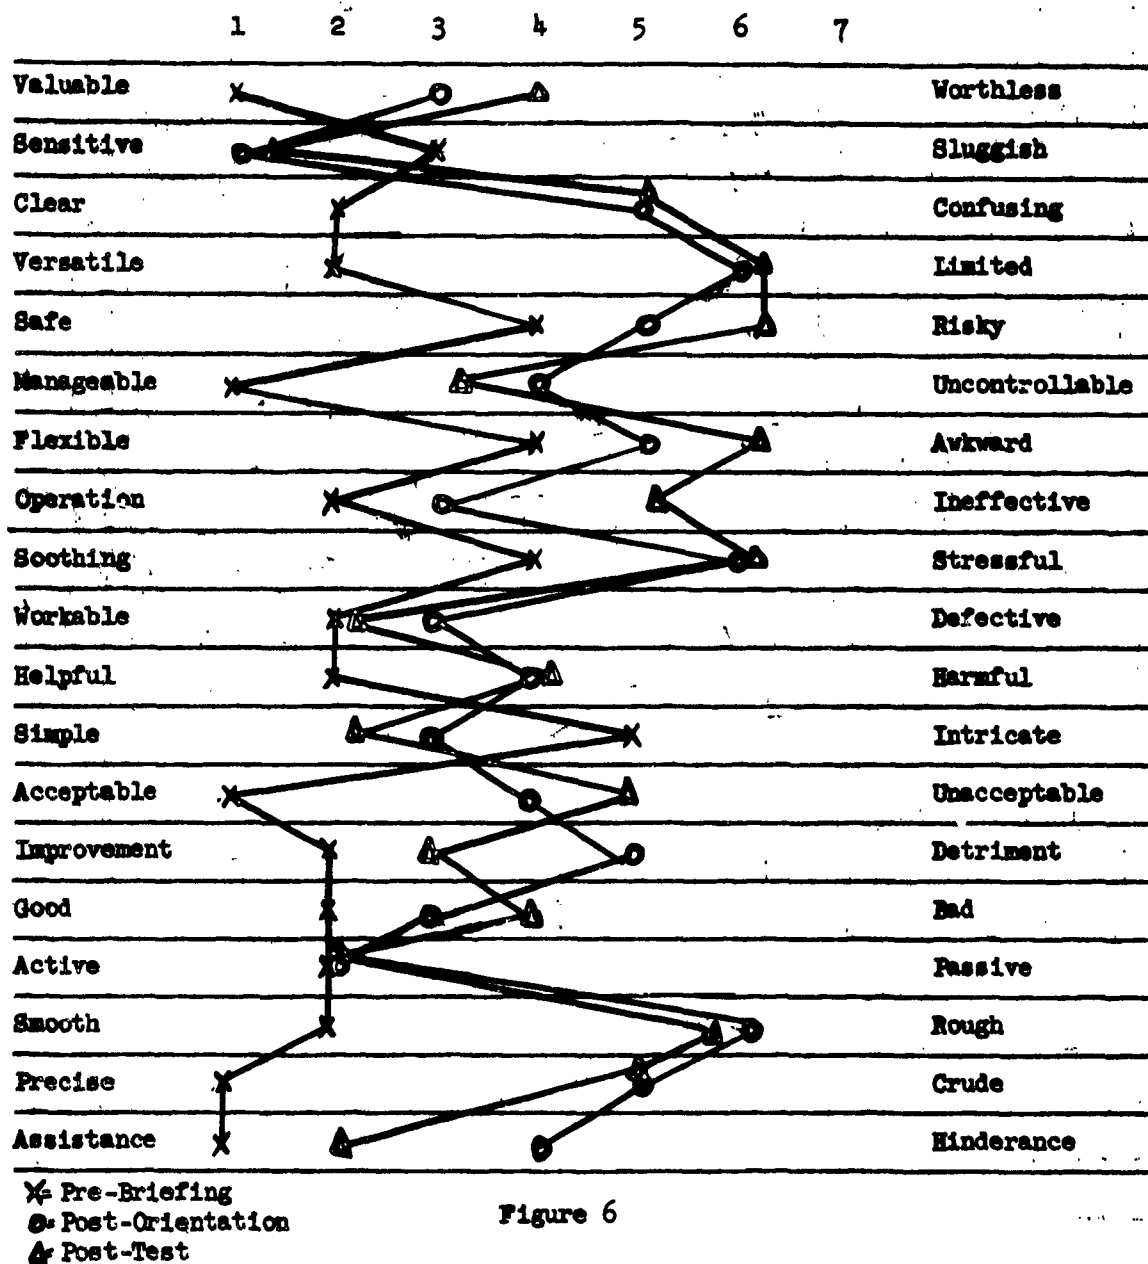 1 2 3 4 5 6 7
Valuable Worthless
Sensitive Sluggish
Clear Confusing
Versatile Limited
Safe Risky
Manageable Uncontrollable
Flexible Awkward
Operation Ineffective
Soothing Stressful
Workable Defective
Helpful Harmful
Simple Intricate
Acceptable Unacceptable
Improvement Detriment
Good Bad
Active Passive
Smooth Rough
Precise Crude
Assistance Hinderance
X= Pre-Briefing
O= Post-Orientation
Δ= Post-Test
Figure 6